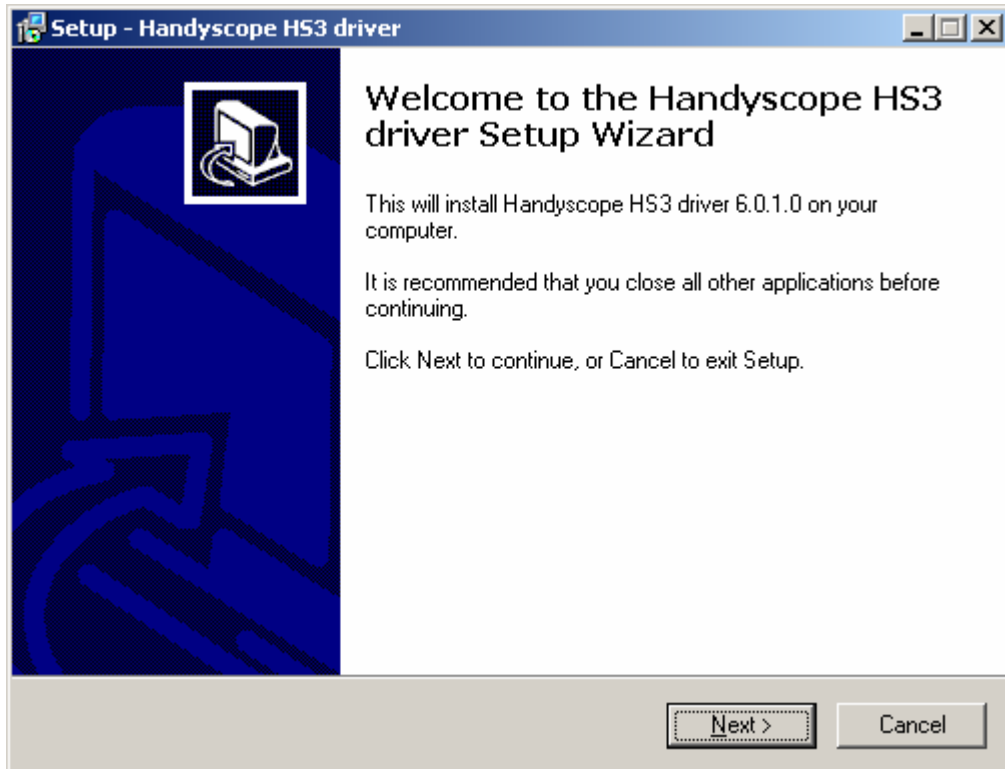 Setup - Handyscope HS3 driver
Welcome to the Handyscope HS3
driver Setup Wizard
This will install Handyscope HS3 driver 6.0.1.0 on your
computer.
It is recommended that you close all other applications before
continuing.
Click Next to continue, or Cancel to exit Setup.
Next > Cancel